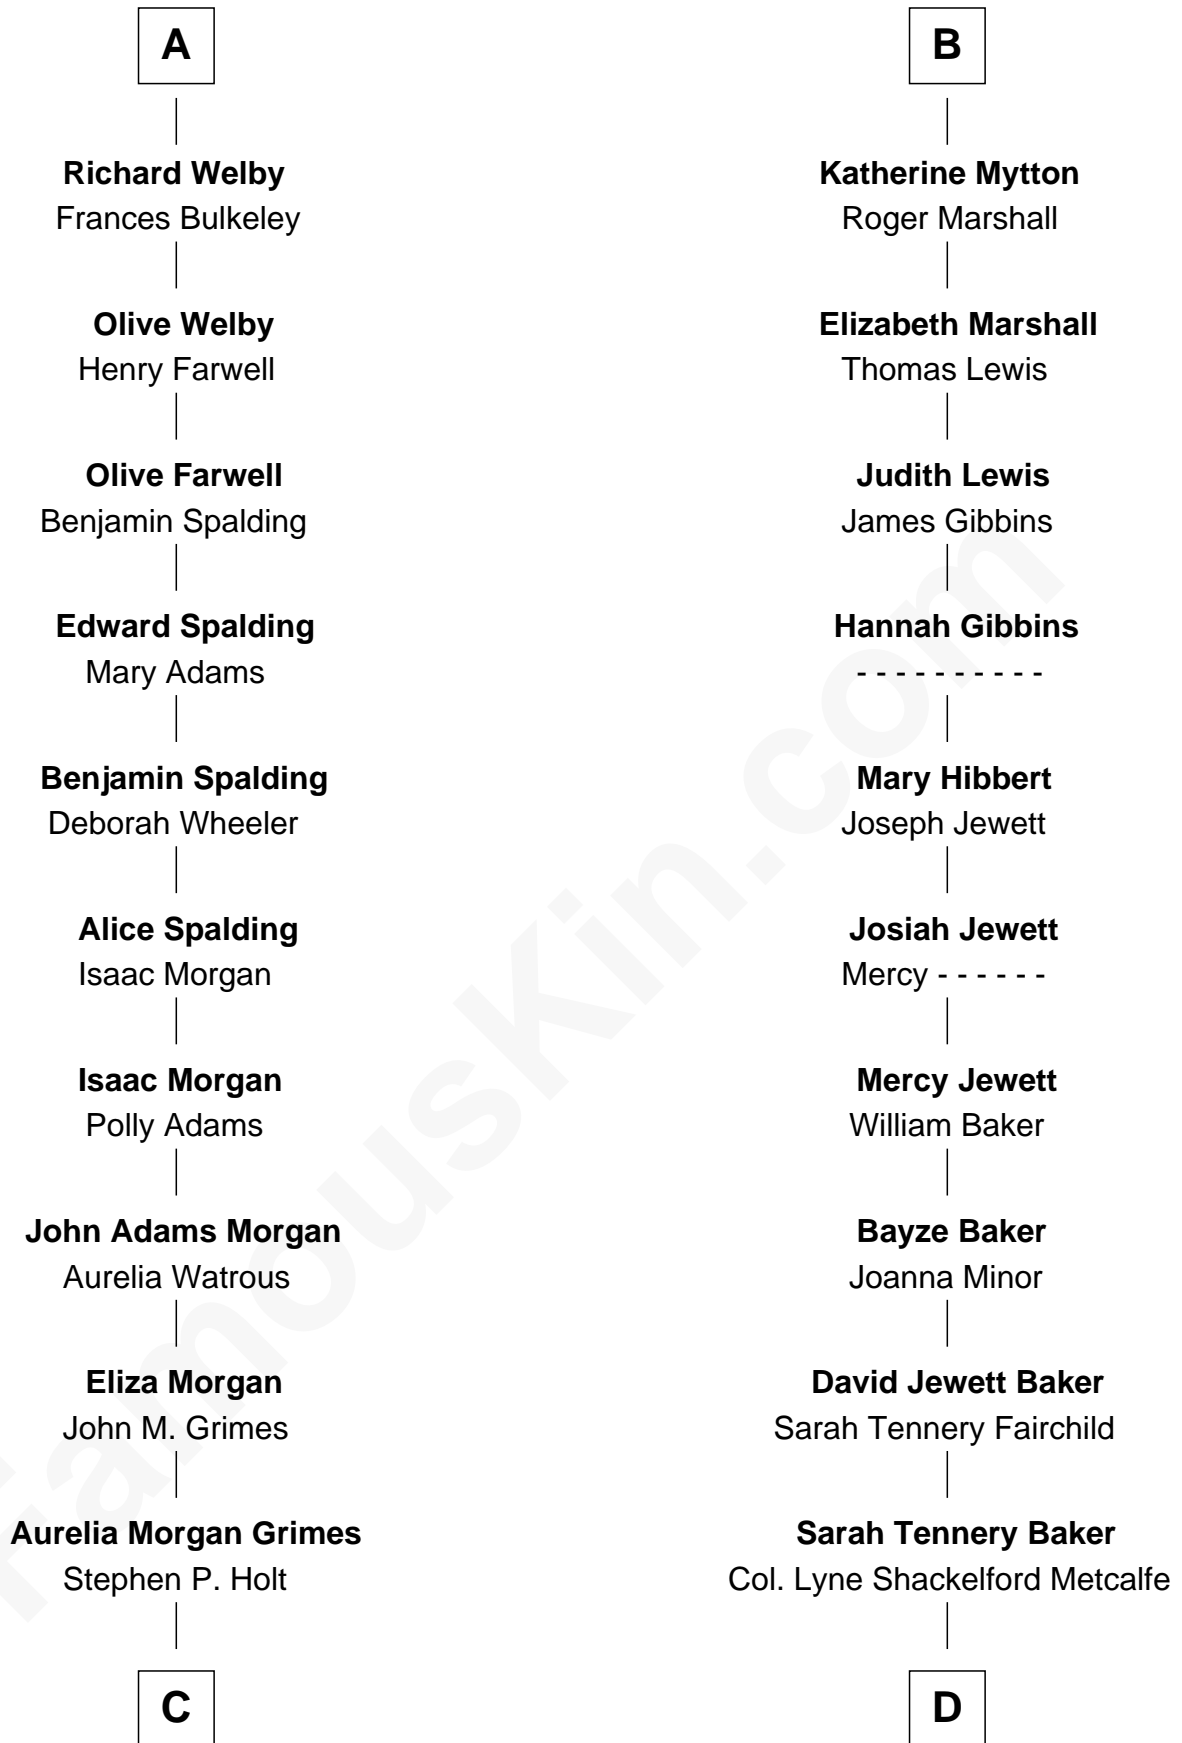 A
Richard Welby
Frances Bulkeley
Olive Welby
Henry Farwell
Olive Farwell
Benjamin Spalding
Edward Spalding
Mary Adams
Benjamin Spalding
Deborah Wheeler
Alice Spalding
Isaac Morgan
Isaac Morgan
Polly Adams
John Adams Morgan
Aurelia Watrous
Eliza Morgan
John M. Grimes
Aurelia Morgan Grimes
Stephen P. Holt
C
B
Katherine Mytton
Roger Marshall
Elizabeth Marshall
Thomas Lewis
Judith Lewis
James Gibbins
Hannah Gibbins
- - - - - - - - - -
Mary Hibbert
Joseph Jewett
Josiah Jewett
Mercy - - - - - -
Mercy Jewett
William Baker
Bayze Baker
Joanna Minor
David Jewett Baker
Sarah Tennery Fairchild
Sarah Tennery Baker
Col. Lyne Shackelford Metcalfe
D
FamousKin.com